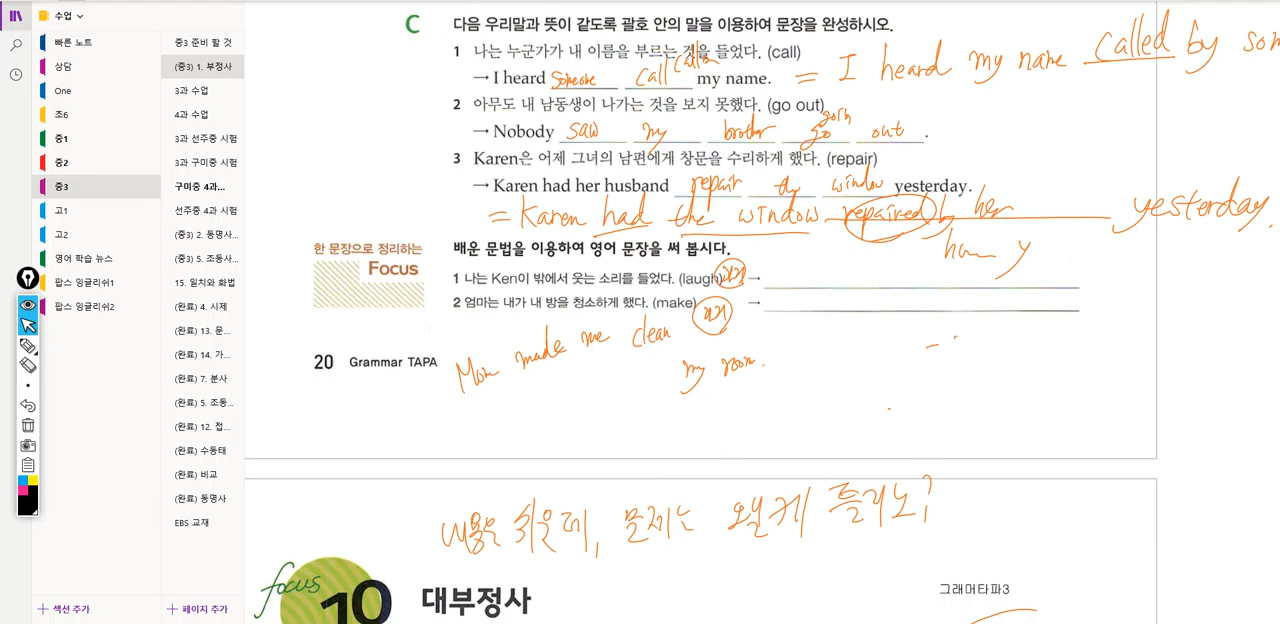 수업
빠른 노트
상담
One
조6
중1
중2
중3
고1
고2
영어 학습 뉴스
팝스 잉글리쉬1
팝스 잉글리쉬2
섹션 추가
중3 준비 할 것
(중3) 1. 부정사
3과 수업
4과 수업
3과 선주중 시험
3과 구미중 시험
구미중 4과...
선주중 4과 시험
(중3) 2. 동명사...
(중3) 5. 조동사...
15. 일치와 화법
(완료) 4. 시제
(완료) 13. 문...
(완료) 14. 가...
(완료) 7. 분사
(완료) 5. 조동...
(완료) 12. 접...
(완료) 수동태
(완료) 비교
(완료) 동명사
EBS 교재
페이지 추가
C 다음 우리말과 뜻이 같도록 괄호 안의 말을 이용하여 문장을 완성하시오.
1 나는 누군가가 내 이름을 부르는 것을 들었다. (call)
→ I heard someone call my name. = I heard my name called by som
2 아무도 내 남동생이 나가는 것을 보지 못했다. (go out)
→ Nobody saw my brother go out.
3 Karen은 어제 그녀의 남편에게 창문을 수리하게 했다. (repair)
→ Karen had her husband repair the window yesterday.
= Karen had the window repaired by her yesterday.
한 문장으로 정리하는
Focus
배운 문법을 이용하여 영어 문장을 써 봅시다.
1 나는 Ken이 밖에서 웃는 소리를 들었다. (laugh) →
2 엄마는 내가 내 방을 청소하게 했다. (make) →
Mom made me clean
my room.
20 Grammar TAPA
내용은 쉬운데, 문제는 왜케 틀리노?
focus
10 대부정사
그래머타파3